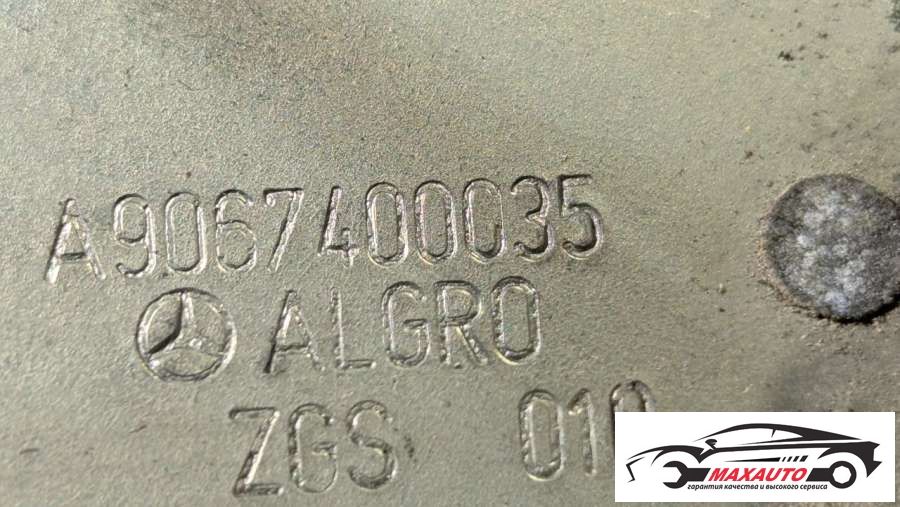 A9067400035
ALGRO
ZGS 010
MAXAUTO
гарантия качества и высокого сервиса